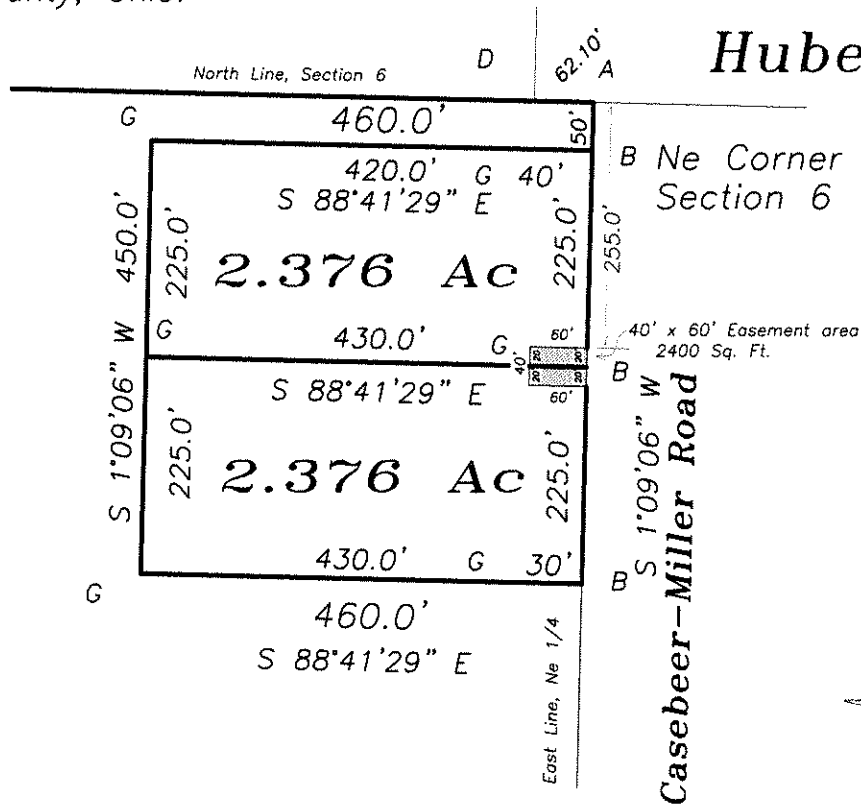 62.10'
D
A
Hube
North Line, Section 6
G
460.0'
50'
B
Ne Corner
Section 6
420.0' G 40'
S 88°41'29" E
450.0'
225.0'
2.376 Ac
225.0'
255.0'
G
430.0'
G
60'
40' x 60' Easement area
2400 Sq. Ft.
40'
20
20
20
20
B
S 88°41'29" E
60'
S 1°09'06" W
225.0'
2.376 Ac
225.0'
S 1°09'06" W
Casebeer-Miller Road
430.0' G 30'
B
G
460.0'
S 88°41'29" E
East Line, Ne 1/4